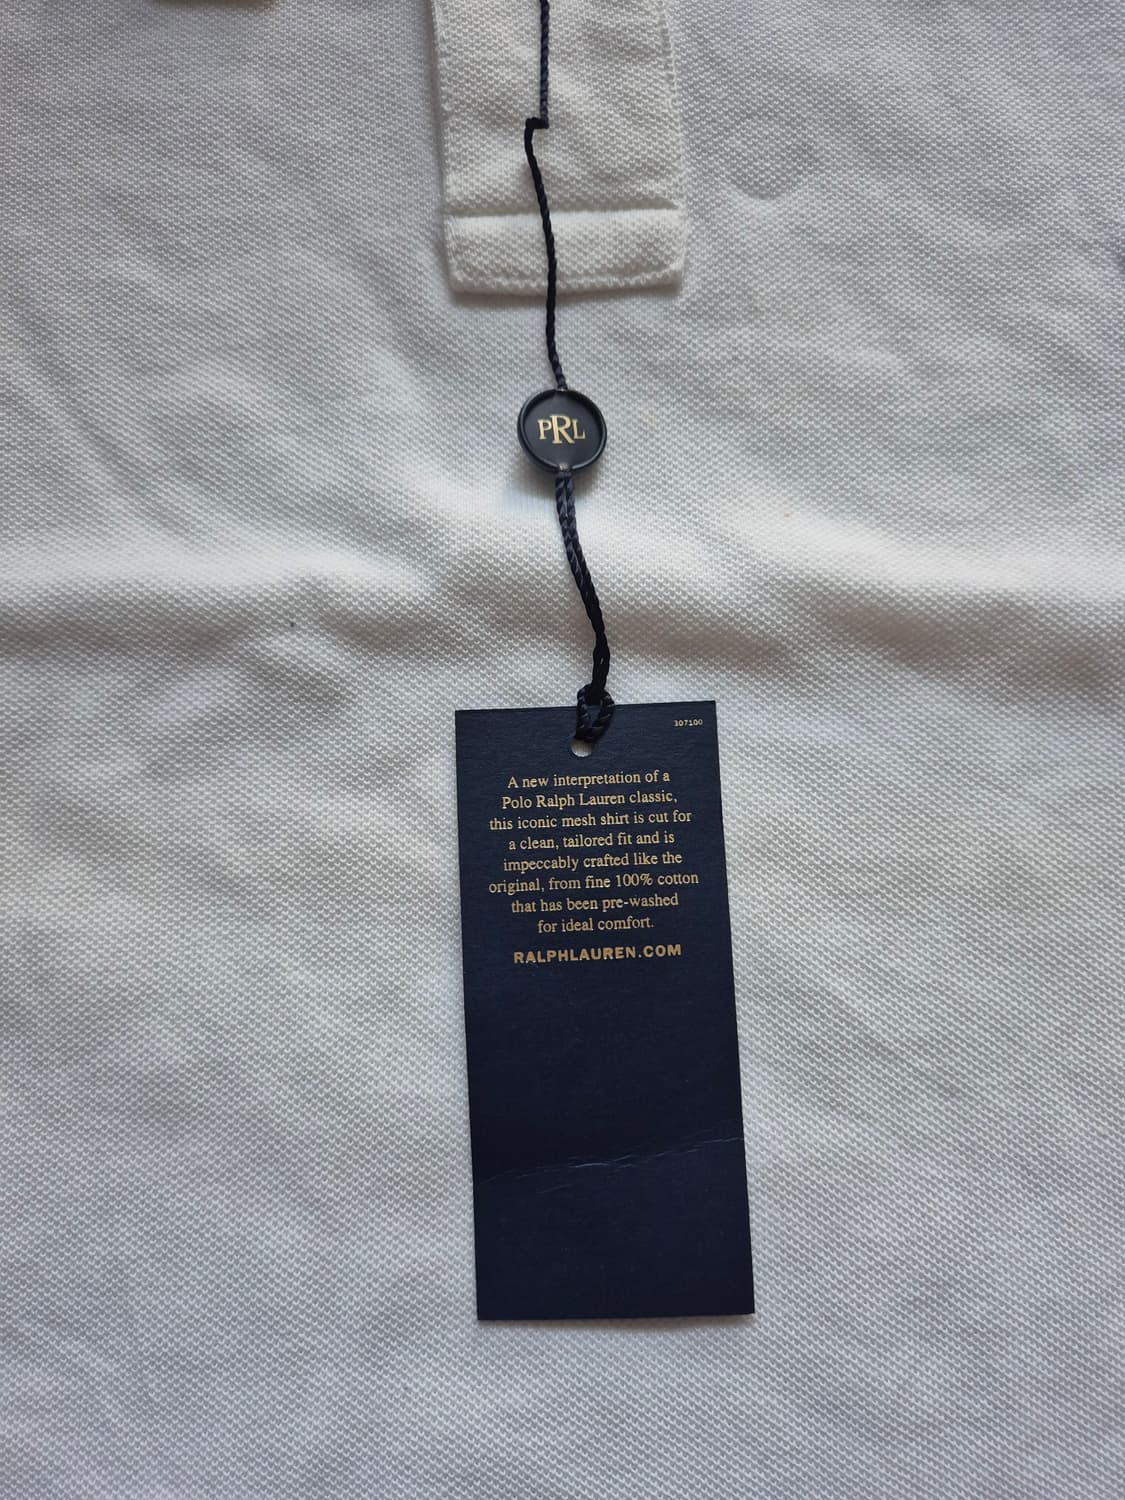 PRL
307100
A new interpretation of a
Polo Ralph Lauren classic,
this iconic mesh shirt is cut for
a clean, tailored fit and is
impeccably crafted like the
original, from fine 100% cotton
that has been pre-washed
for ideal comfort.
RALPHLAUREN.COM